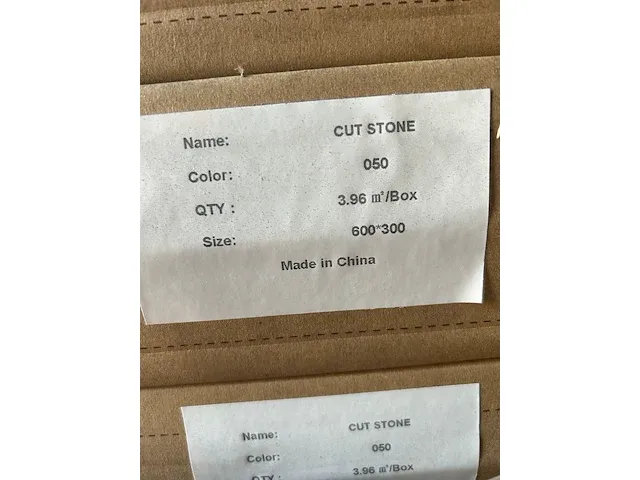 Name: CUT STONE
Color: 050
QTY : 3.96 ㎡/Box
Size: 600*300
Made in China
Name: CUT STONE
Color: 050
QTY : 3.96 ㎡/Box